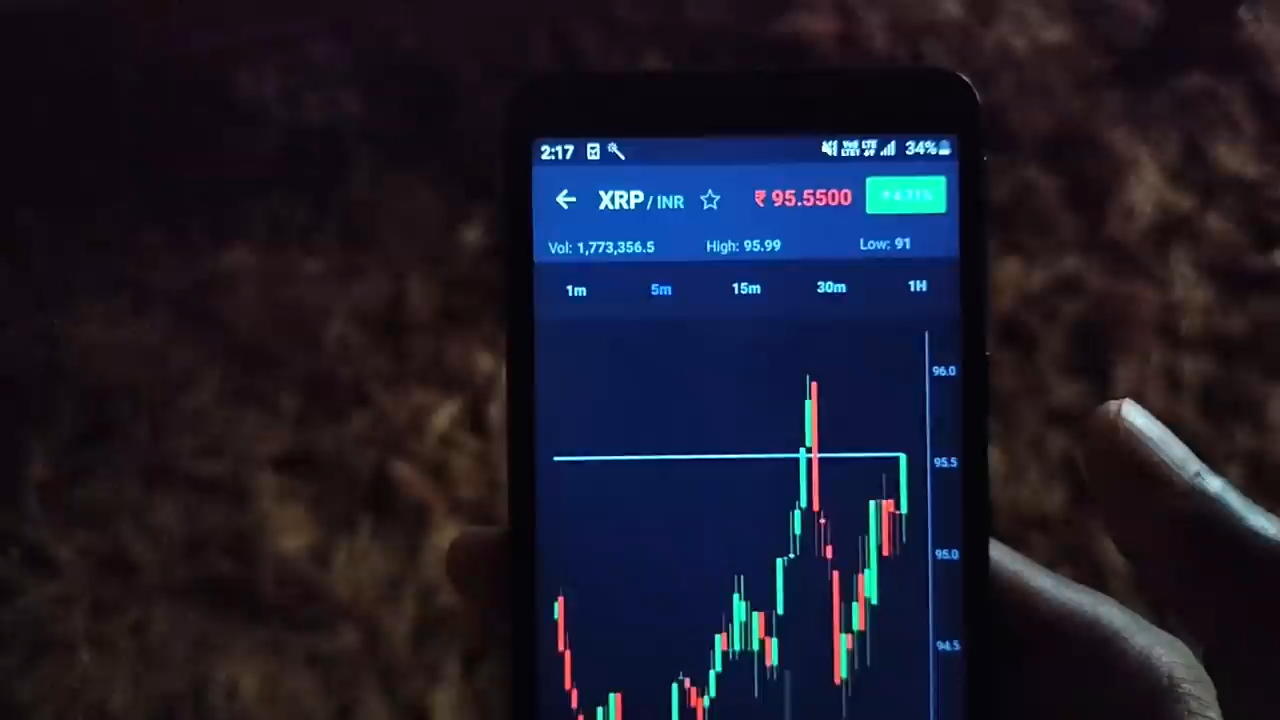 2:17 34%
XRP / INR ₹ 95.5500
Vol: 1,773,356.5 High: 95.99 Low: 91
1m 5m 15m 30m 1H
96.0
95.5
95.0
94.5